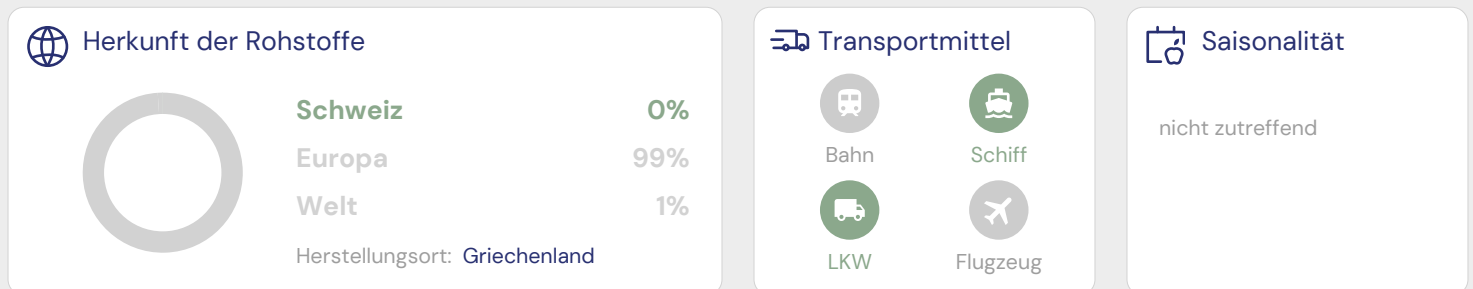 Herkunft der Rohstoffe
Schweiz 0%
Europa 99%
Welt 1%
Herstellungsort: Griechenland
Transportmittel
Bahn Schiff
LKW Flugzeug
Saisonalität
nicht zutreffend